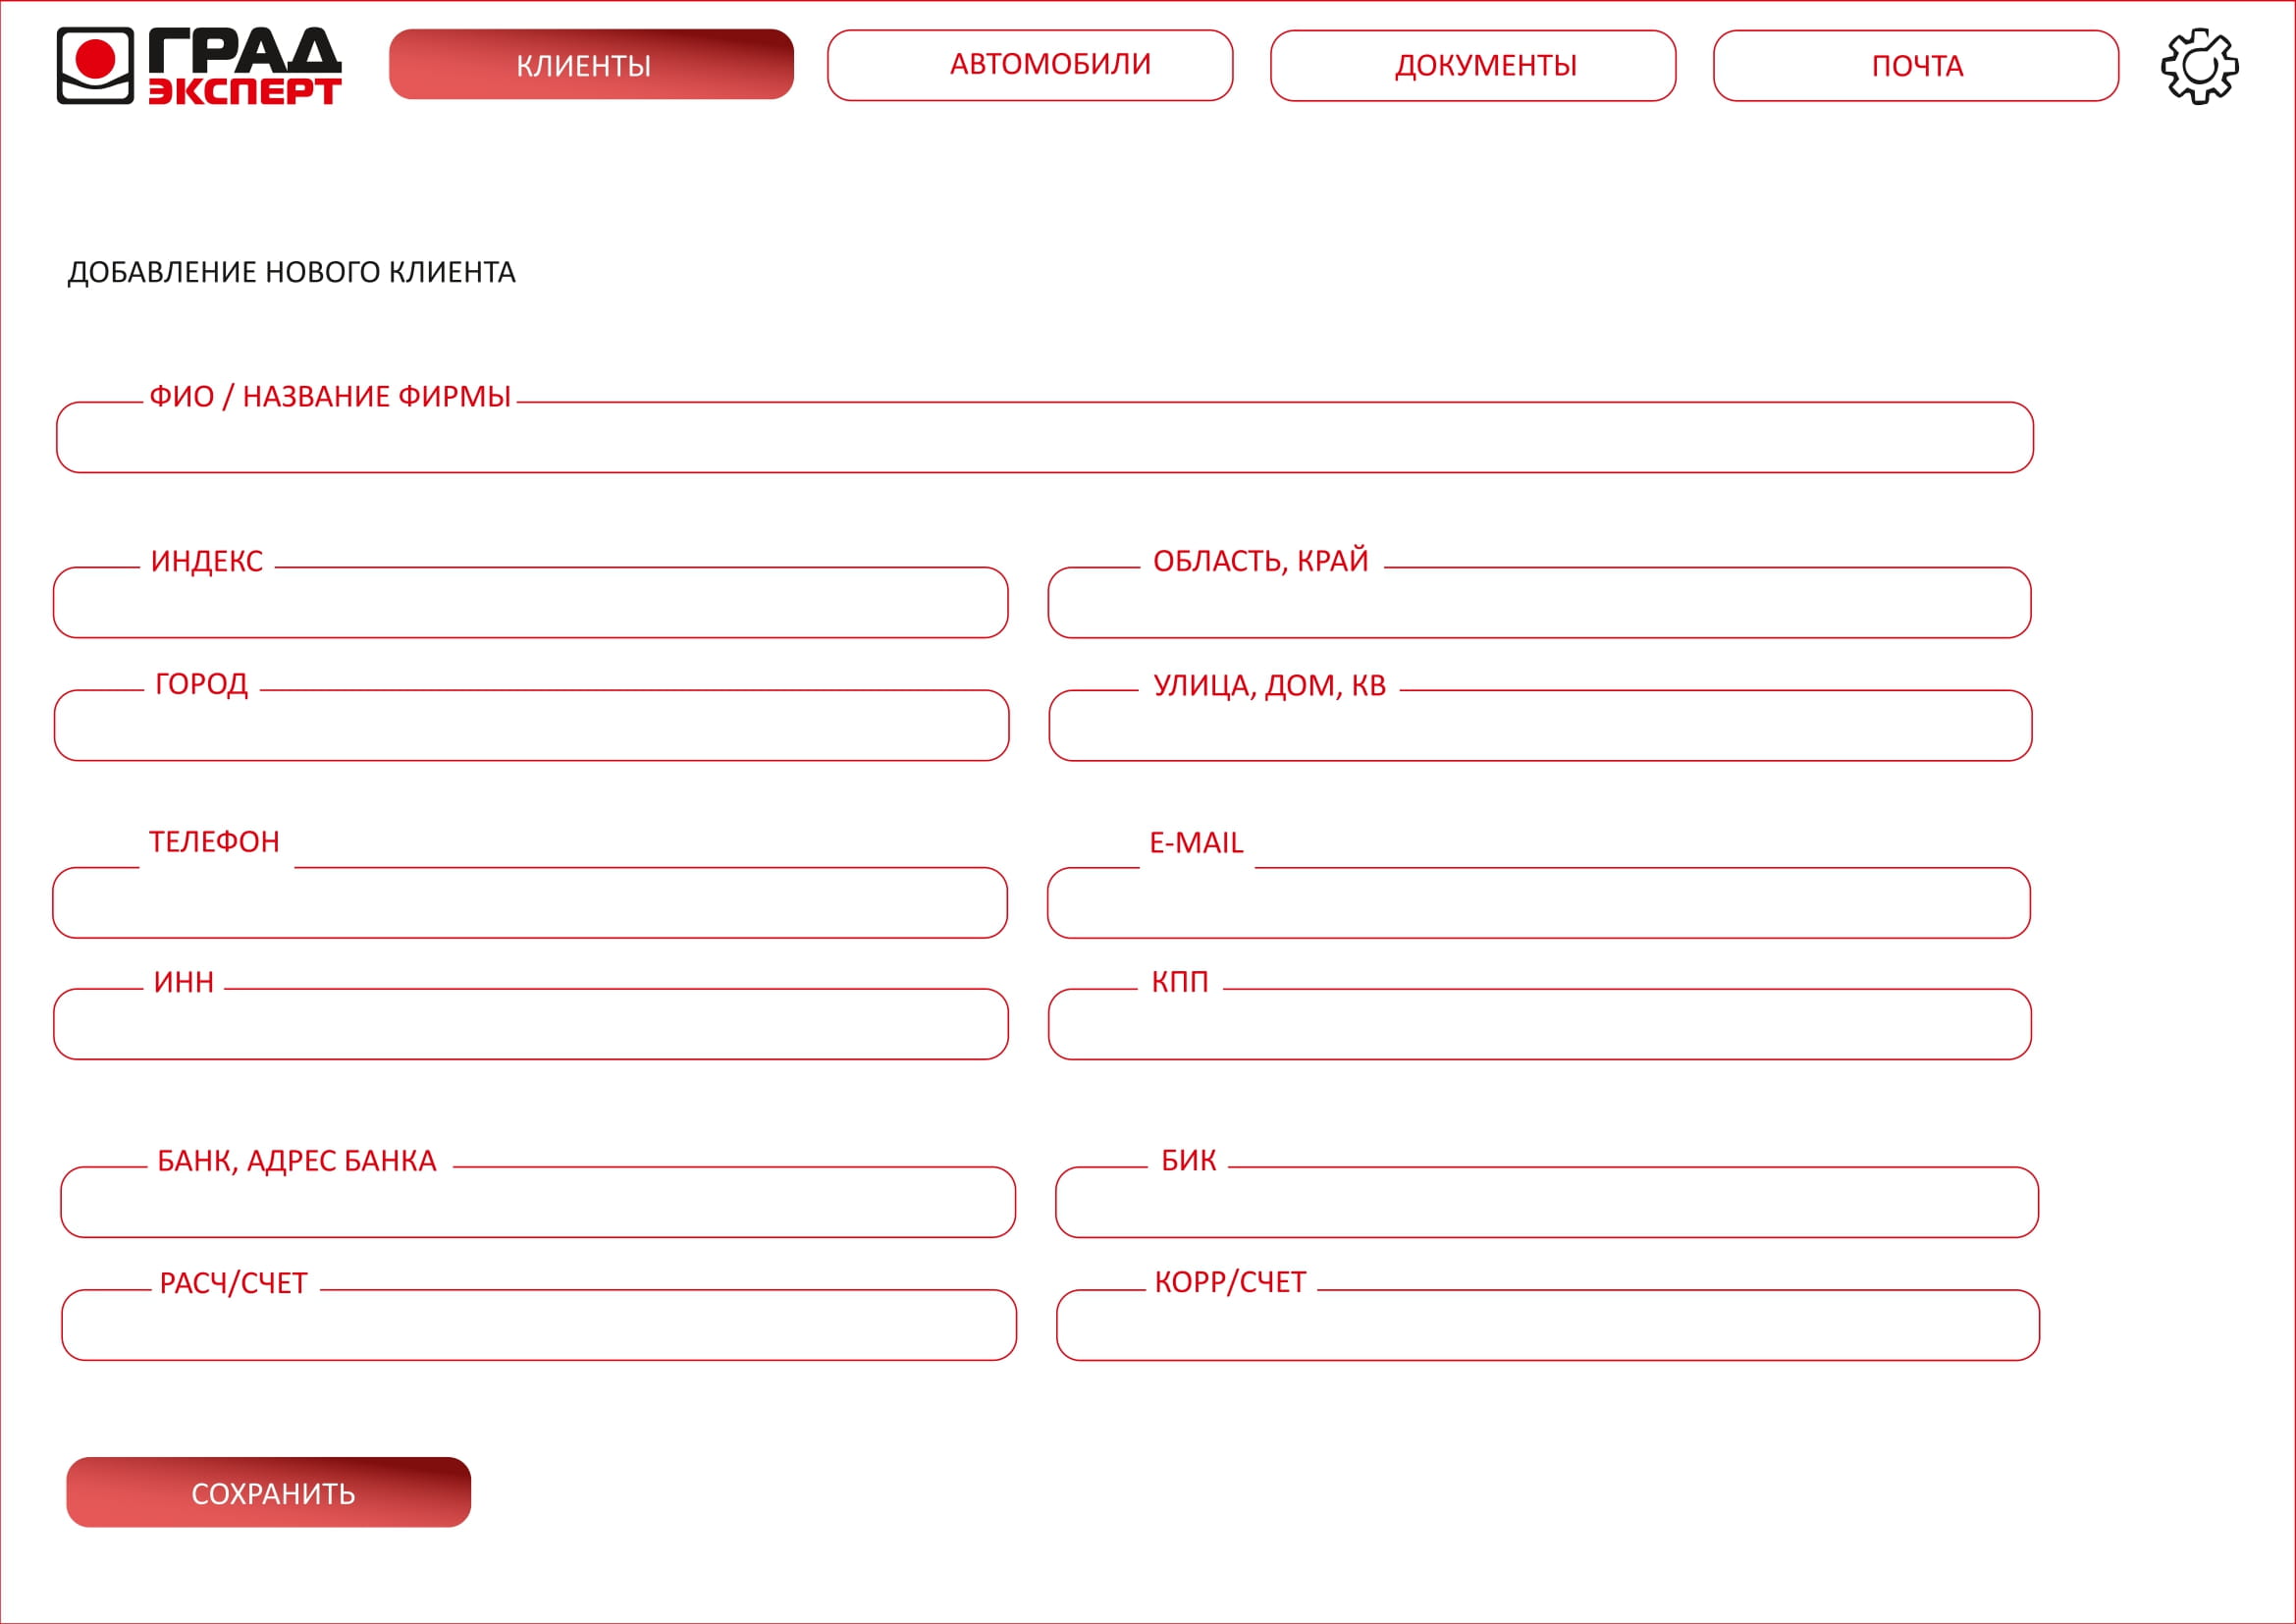 ГРАД
ЭКСПЕРТ
КЛИЕНТЫ
АВТОМОБИЛИ
ДОКУМЕНТЫ
ПОЧТА
ДОБАВЛЕНИЕ НОВОГО КЛИЕНТА
ФИО / НАЗВАНИЕ ФИРМЫ
ИНДЕКС
ОБЛАСТЬ, КРАЙ
ГОРОД
УЛИЦА, ДОМ, КВ
ТЕЛЕФОН
E-MAIL
ИНН
КПП
БАНК, АДРЕС БАНКА
БИК
РАСЧ/СЧЕТ
КОРР/СЧЕТ
СОХРАНИТЬ